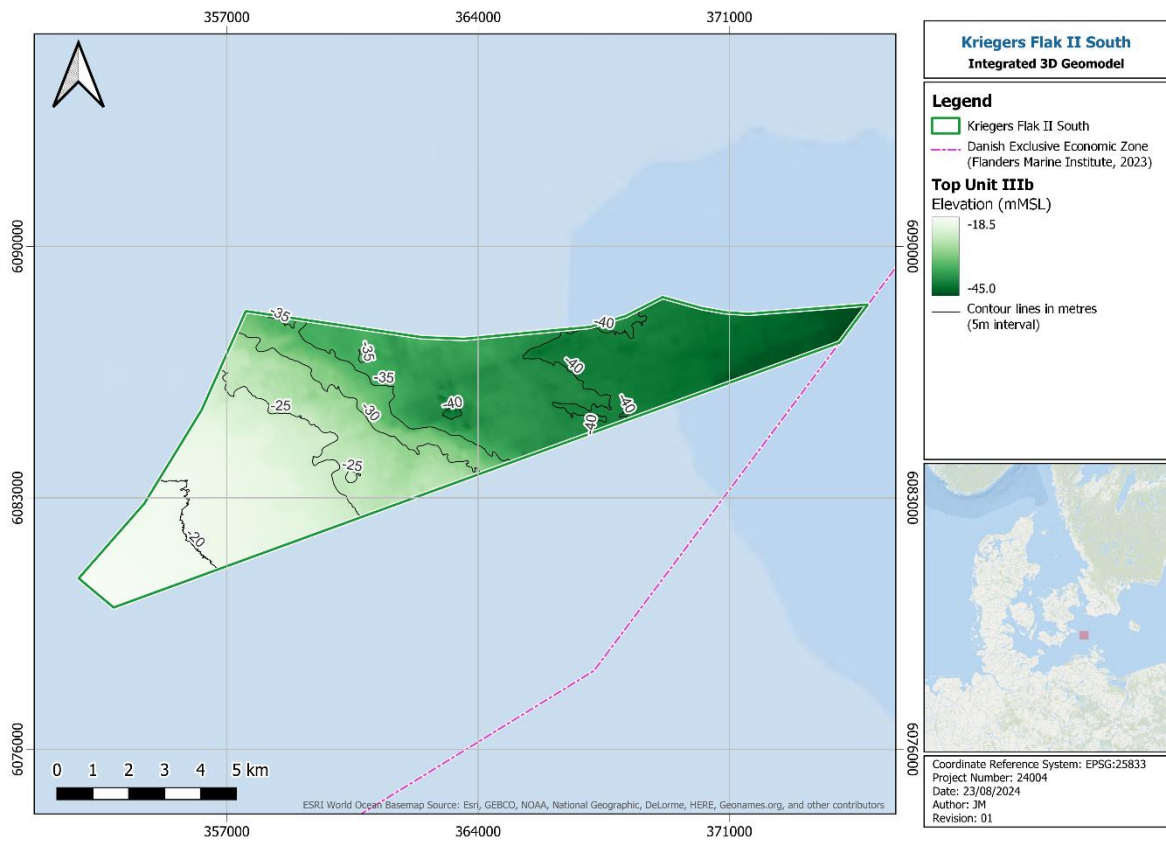 357000
364000
371000
6090000
6083000
6076000
6090000
6083000
6076000
-35
-35
-35
-30
-25
-25
-20
-40
-40
-40
-40
-40
0 1 2 3 4 5 km
ESRI World Ocean Basemap Source: Esri, GEBCO, NOAA, National Geographic, DeLorme, HERE, Geonames.org, and other contributors
357000
364000
371000
Kriegers Flak II South
Integrated 3D Geomodel
Legend
Kriegers Flak II South
Danish Exclusive Economic Zone
(Flanders Marine Institute, 2023)
Top Unit IIIb
Elevation (mMSL)
-18.5
-45.0
Contour lines in metres
(5m interval)
Coordinate Reference System: EPSG:25833
Project Number: 24004
Date: 23/08/2024
Author: JM
Revision: 01